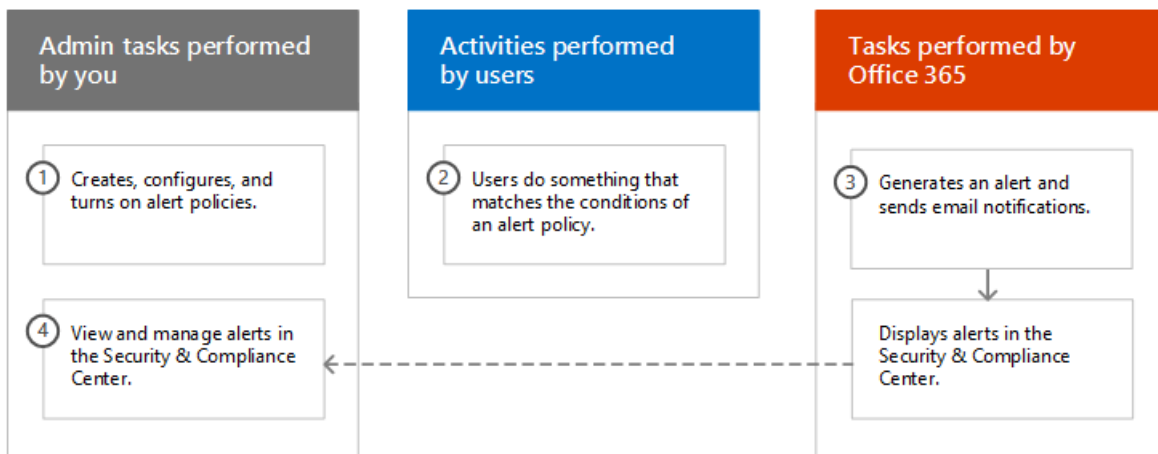 Admin tasks performed
by you
1
Creates, configures, and
turns on alert policies.
4
View and manage alerts in
the Security & Compliance
Center.
Activities performed
by users
2
Users do something that
matches the conditions of
an alert policy.
Tasks performed by
Office 365
3
Generates an alert and
sends email notifications.
Displays alerts in the
Security & Compliance
Center.